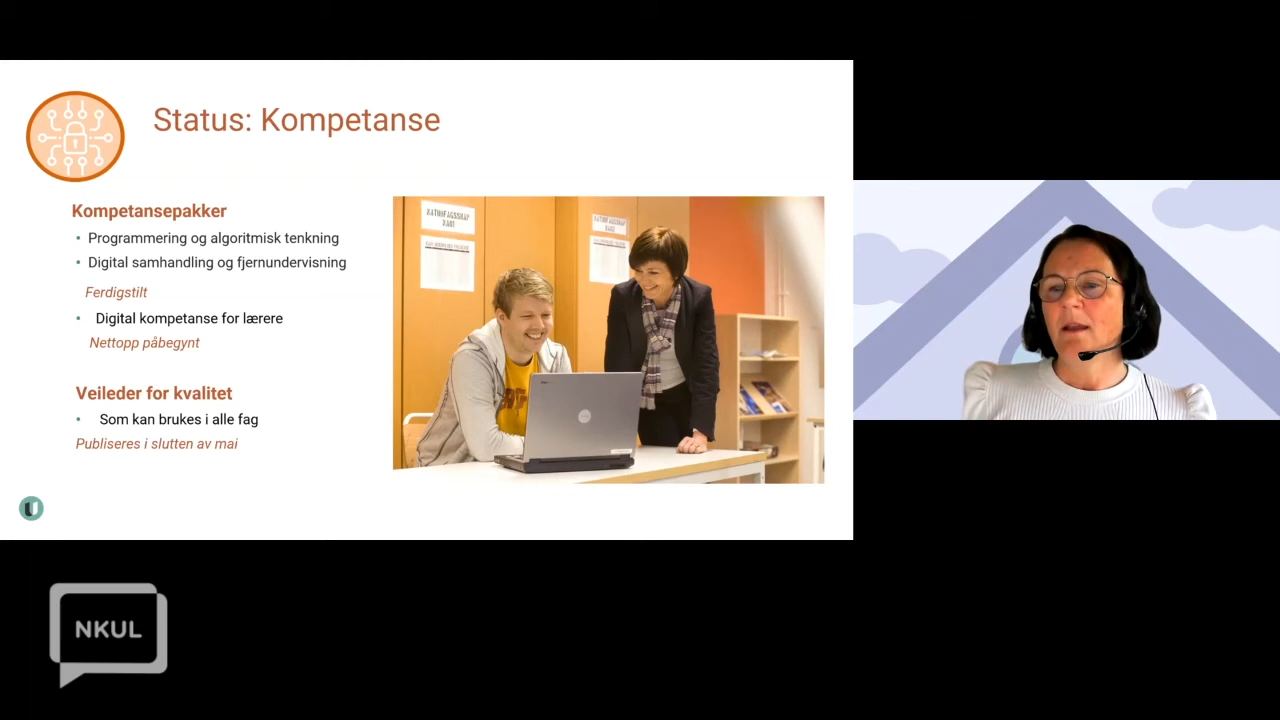 Status: Kompetanse
Kompetansepakker
• Programmering og algoritmisk tenkning
• Digital samhandling og fjernundervisning
Ferdigstilt
• Digital kompetanse for lærere
Nettopp påbegynt
Veileder for kvalitet
• Som kan brukes i alle fag
Publiseres i slutten av mai
NKUL